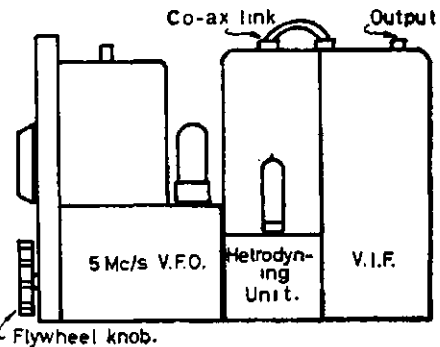 Co-ax link
Output
5 Mc/s V.F.O.
Hetrodyn-
ing
Unit.
V.I.F.
Flywheel knob.